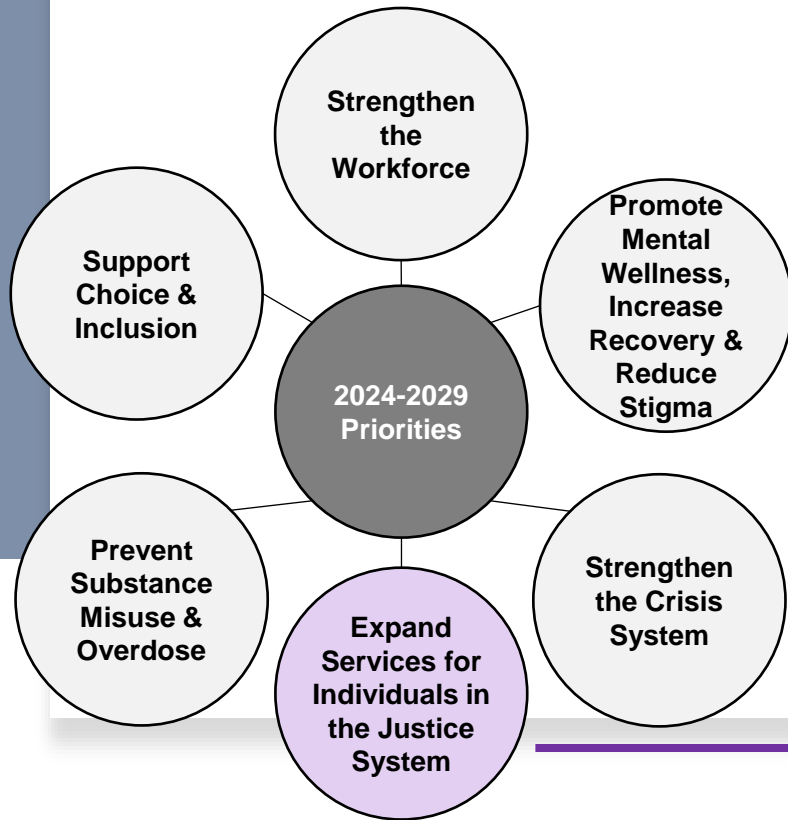 Strengthen
the
Workforce
Promote
Mental
Wellness,
Increase
Recovery &
Reduce
Stigma
Support
Choice &
Inclusion
2024-2029
Priorities
Prevent
Substance
Misuse &
Overdose
Expand
Services for
Individuals in
the Justice
System
Strengthen
the Crisis
System